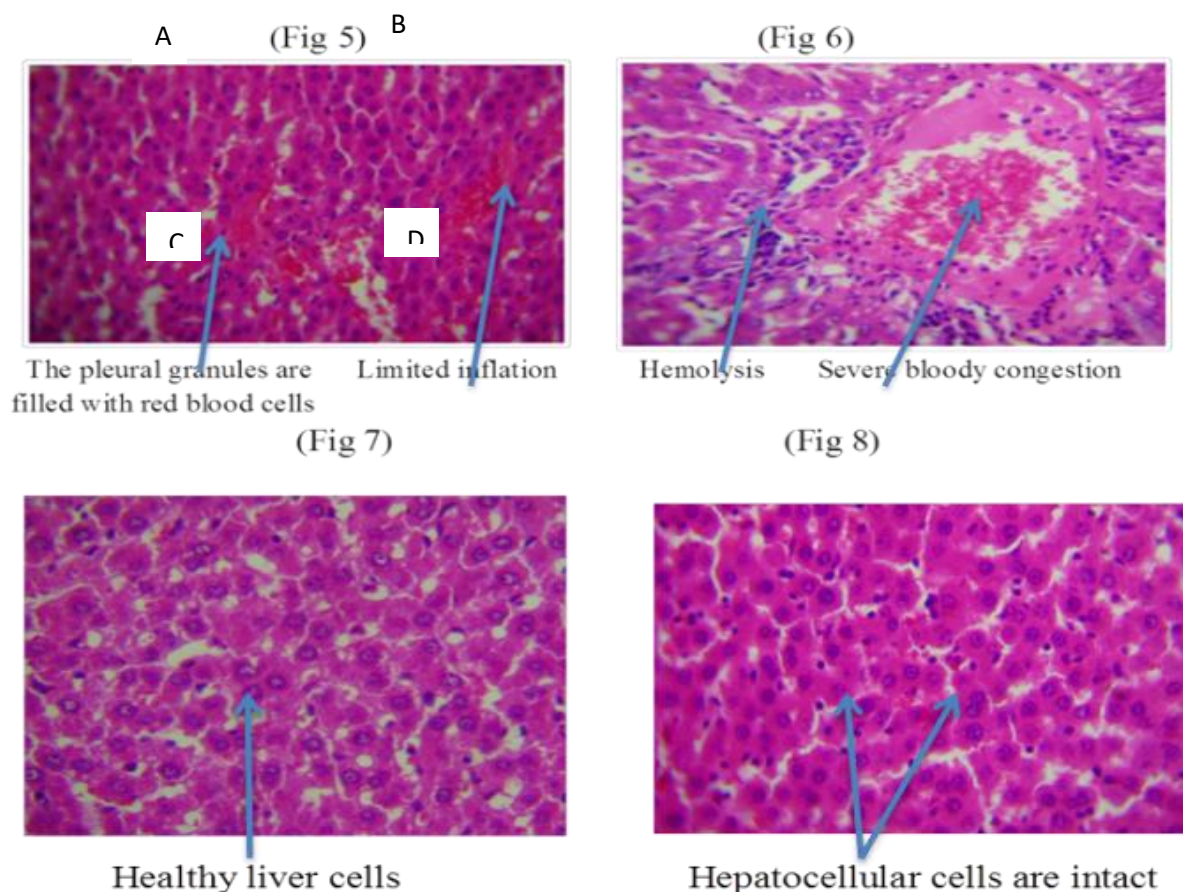 A (Fig 5) B (Fig 6)
C D
The pleural granules are
filled with red blood cells
Limited inflation
Hemolysis Severe bloody congestion
(Fig 7) (Fig 8)
Healthy liver cells
Hepatocellular cells are intact